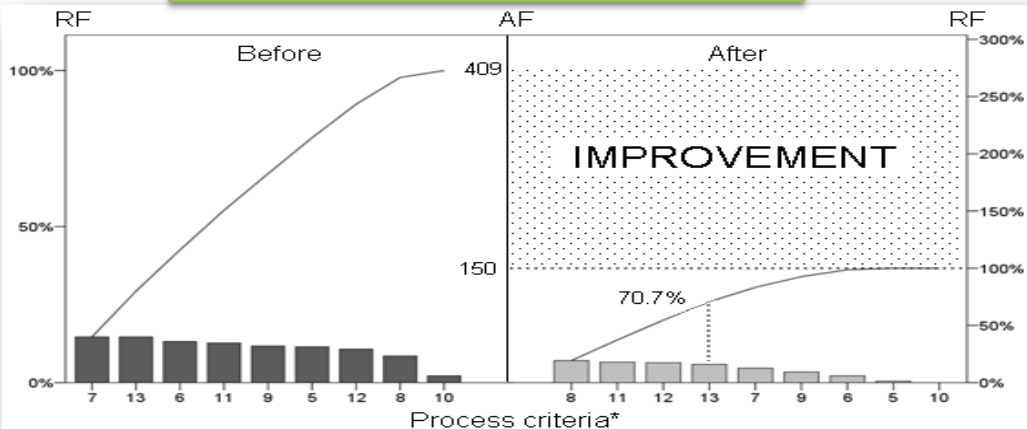 RF AF RF
Before After
300%
100% 409
250%
IMPROVEMENT
200%
150%
50%
150 100%
70.7%
50%
0% 0%
7 13 6 11 9 5 12 8 10 8 11 12 13 7 9 6 5 10
Process criteria*